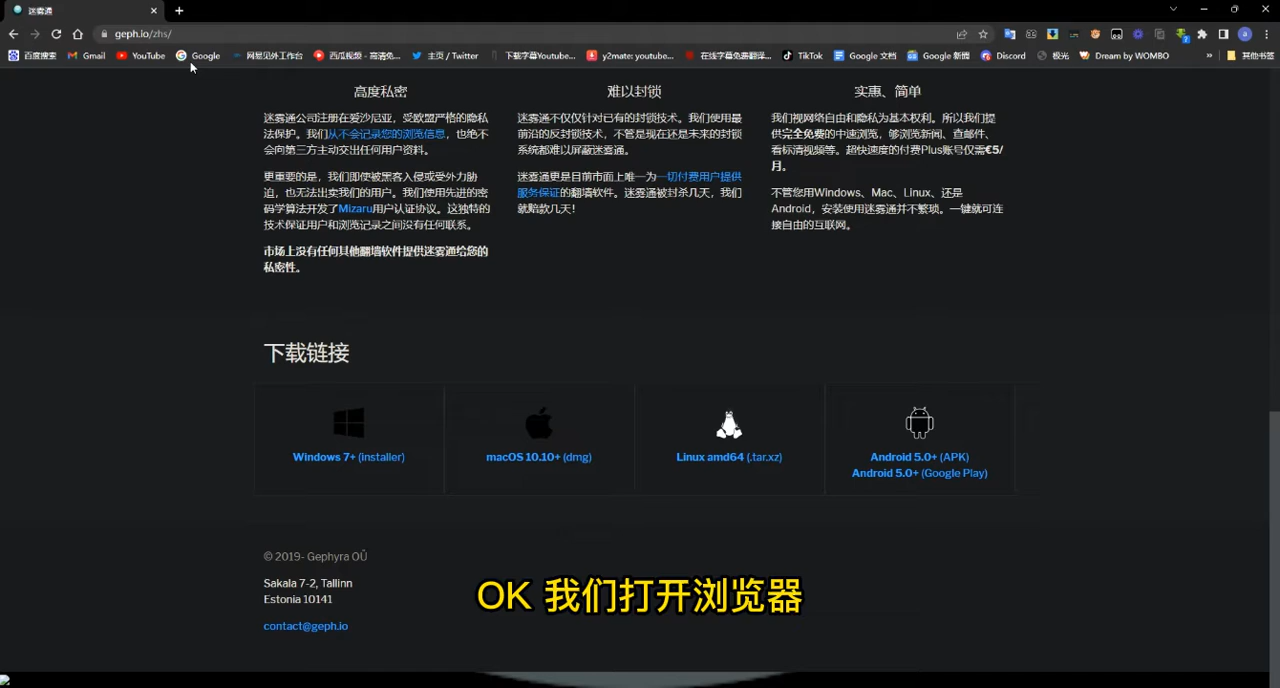 迷雾通
geph.io/zhs/
百度搜索 Gmail YouTube Google 网易见外工作台 西瓜视频 - 高清免... 主页 / Twitter 下载字幕Youtube... y2mate: youtube... 在线字幕免费翻译... TikTok Google 文档 Google 新闻 Discord 极光 Dream by WOMBO » 其他书签
高度私密
迷雾通公司注册在爱沙尼亚，受欧盟严格的隐私
法保护。我们从不会记录您的浏览信息，也绝不
会向第三方主动交出任何用户资料。
更重要的是，我们即使被黑客入侵或受外力胁
迫，也无法出卖我们的用户。我们使用先进的密
码学算法开发了Mizaru用户认证协议。这独特的
技术保证用户和浏览记录之间没有任何联系。
市场上没有任何其他翻墙软件提供迷雾通给您的
私密性。
难以封锁
迷雾通不仅仅针对已有的封锁技术。我们使用最
前沿的反封锁技术，不管是现在还是未来的封锁
系统都难以屏蔽迷雾通。
迷雾通更是目前市面上唯一为一切付费用户提供
服务保证的翻墙软件。迷雾通被封杀几天，我们
就赔款几天！
实惠、简单
我们视网络自由和隐私为基本权利。所以我们提
供完全免费的中速浏览，够浏览新闻、查邮件、
看标清视频等。超快速度的付费Plus账号仅需€5/
月。
不管您用Windows、Mac、Linux、还是
Android，安装使用迷雾通并不繁琐。一键就可连
接自由的互联网。
下载链接
Windows 7+ (installer)
macOS 10.10+ (dmg)
Linux amd64 (.tar.xz)
Android 5.0+ (APK)
Android 5.0+ (Google Play)
© 2019- Gephyra OÜ
Sakala 7-2, Tallinn
Estonia 10141
contact@geph.io
OK 我们打开浏览器